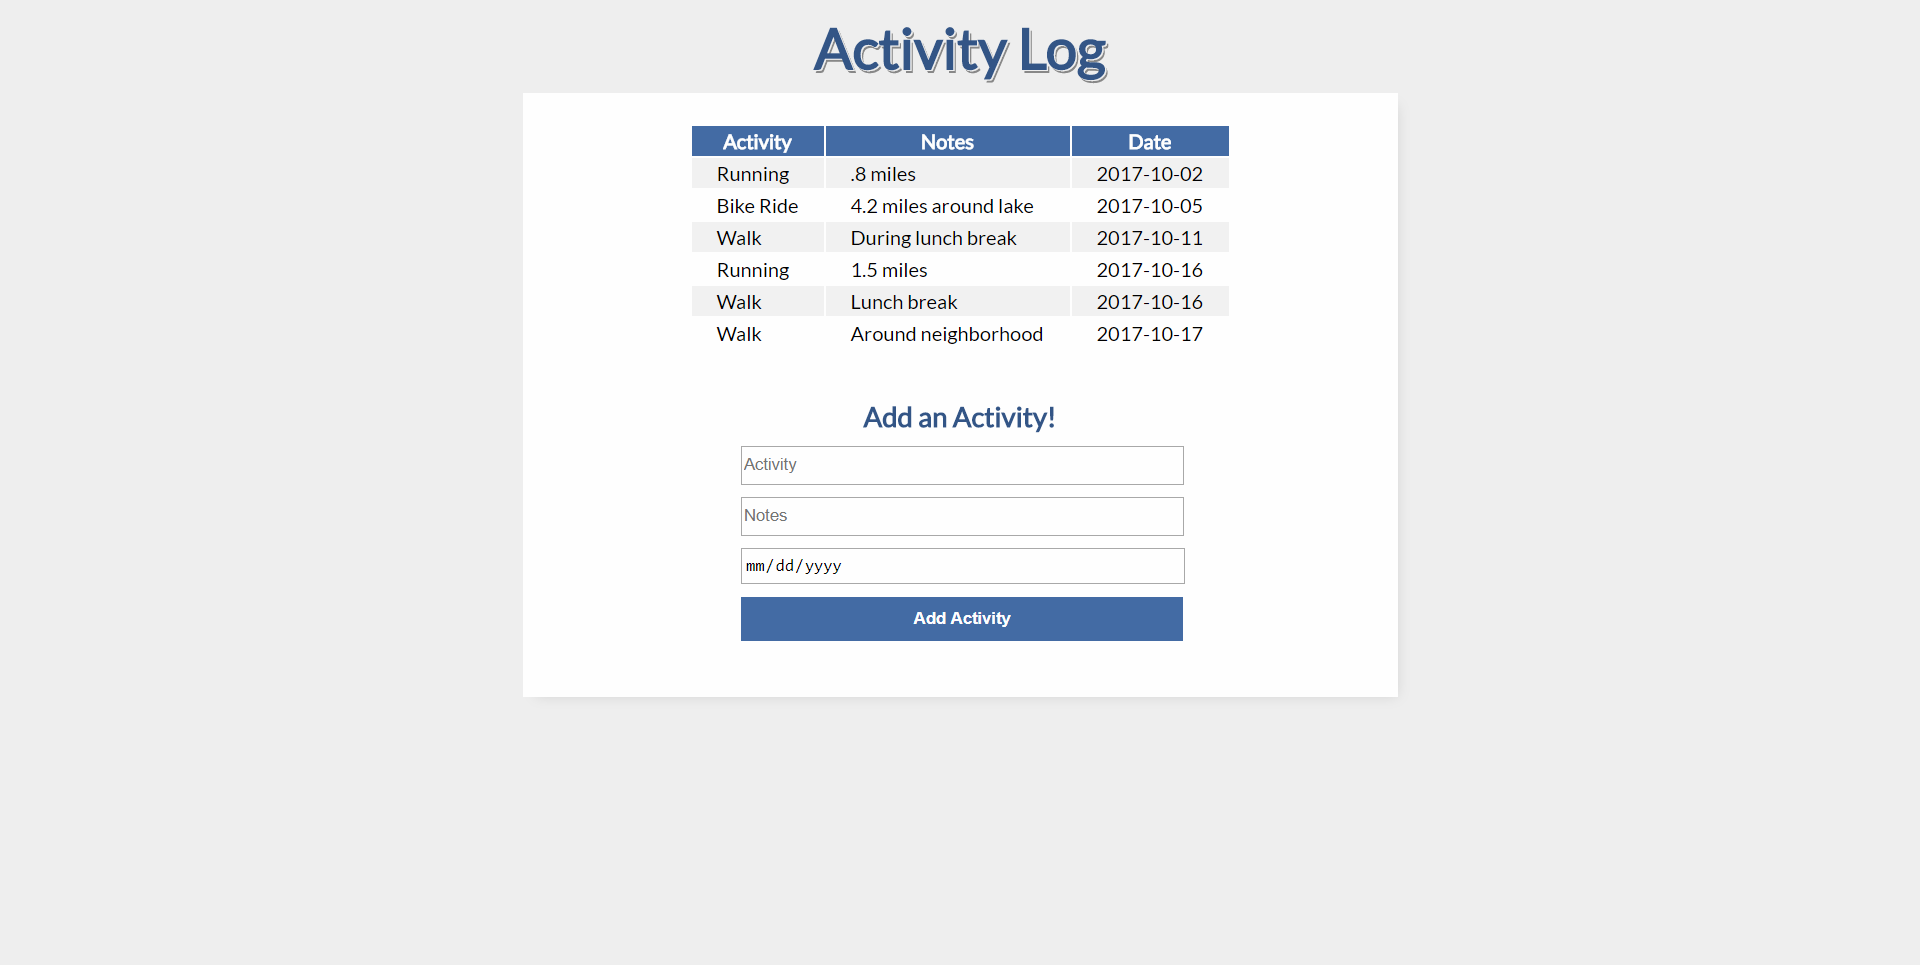 Activity Log
Activity Notes Date
Running .8 miles 2017-10-02
Bike Ride 4.2 miles around lake 2017-10-05
Walk During lunch break 2017-10-11
Running 1.5 miles 2017-10-16
Walk Lunch break 2017-10-16
Walk Around neighborhood 2017-10-17
Add an Activity!
Activity
Notes
mm/dd/yyyy
Add Activity